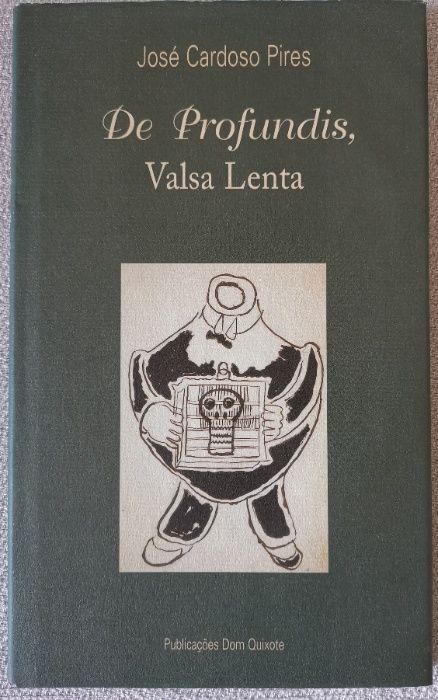 José Cardoso Pires
De Profundis,
Valsa Lenta
Publicações Dom Quixote